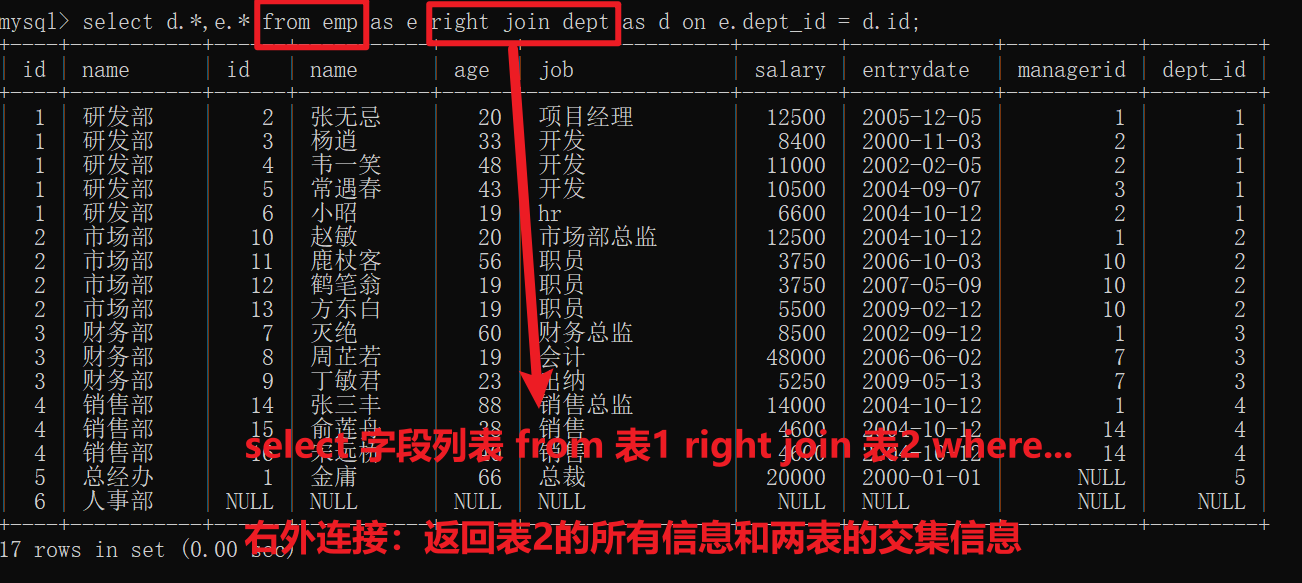 mysql> select d.*,e.* from emp as e right join dept as d on e.dept_id = d.id;
id name id name age job salary entrydate managerid dept_id
1 研发部 2 张无忌 20 项目经理 12500 2005-12-05 1 1
1 研发部 3 杨逍 33 开发 8400 2000-11-03 2 1
1 研发部 4 韦一笑 48 开发 11000 2002-02-05 2 1
1 研发部 5 常遇春 43 开发 10500 2004-09-07 3 1
1 研发部 6 小昭 19 hr 6600 2004-10-12 2 1
2 市场部 10 赵敏 20 市场部总监 12500 2004-10-12 1 2
2 市场部 11 鹿杖客 56 职员 3750 2006-10-03 10 2
2 市场部 12 鹤笔翁 19 职员 3750 2007-05-09 10 2
2 市场部 13 方东白 19 职员 5500 2009-02-12 10 2
3 财务部 7 灭绝 60 财务总监 8500 2002-09-12 1 3
3 财务部 8 周芷若 19 会计 48000 2006-06-02 7 3
3 财务部 9 丁敏君 23 出纳 5250 2009-05-13 7 3
4 销售部 14 张三丰 88 销售总监 14000 2004-10-12 1 4
4 销售部 15 俞莲舟 38 销售 4600 2004-10-12 14 4
select 字段列表 from 表1 right join 表2 where...
4 销售部 销售 4600 2004-10-12 14 4
5 总经办 1 金庸 66 总裁 20000 2000-01-01 NULL 5
6 人事部 NULL NULL NULL NULL NULL NULL NULL NULL
右外连接：返回表2的所有信息和两表的交集信息
17 rows in set (0.00 sec)